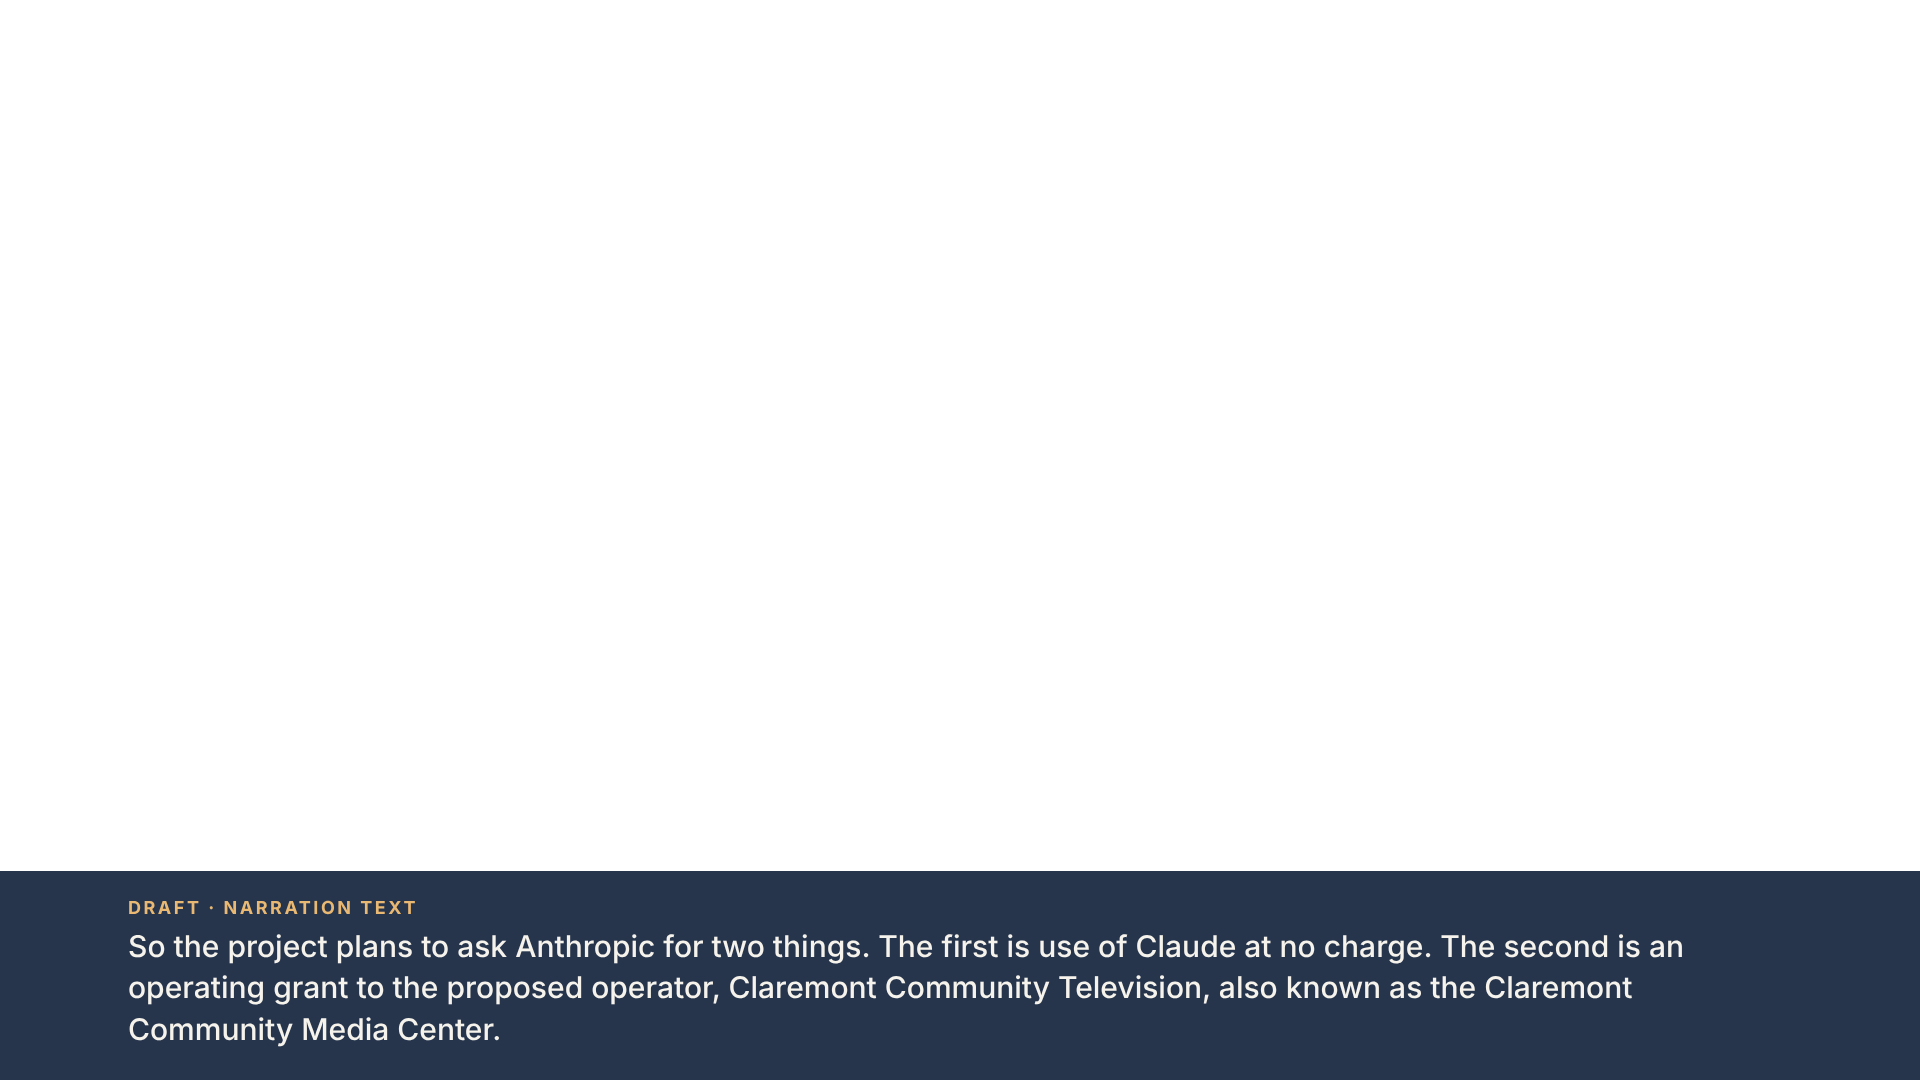 DRAFT · NARRATION TEXT
So the project plans to ask Anthropic for two things. The first is use of Claude at no charge. The second is an
operating grant to the proposed operator, Claremont Community Television, also known as the Claremont
Community Media Center.